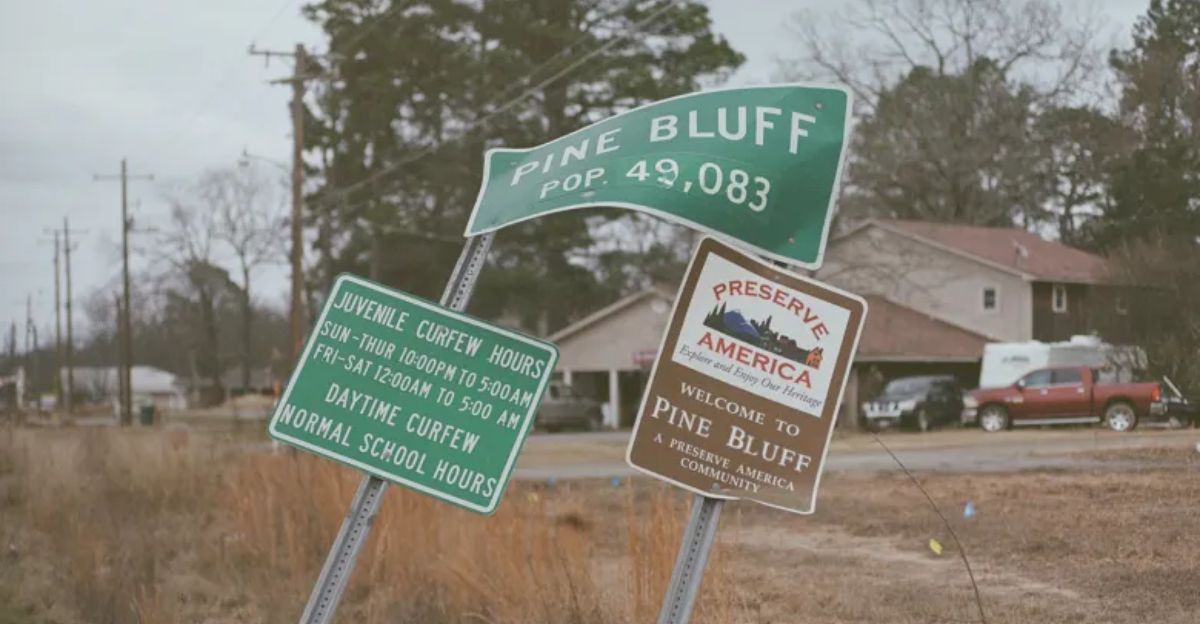 PINE BLUFF
POP. 49,083
JUVENILE CURFEW HOURS
SUN-THUR 10:00PM TO 5:00AM
FRI-SAT 12:00AM TO 5:00 AM
DAYTIME CURFEW
NORMAL SCHOOL HOURS
PRESERVE
AMERICA
Explore and Enjoy Our Heritage
WELCOME TO
PINE BLUFF
A PRESERVE AMERICA
COMMUNITY